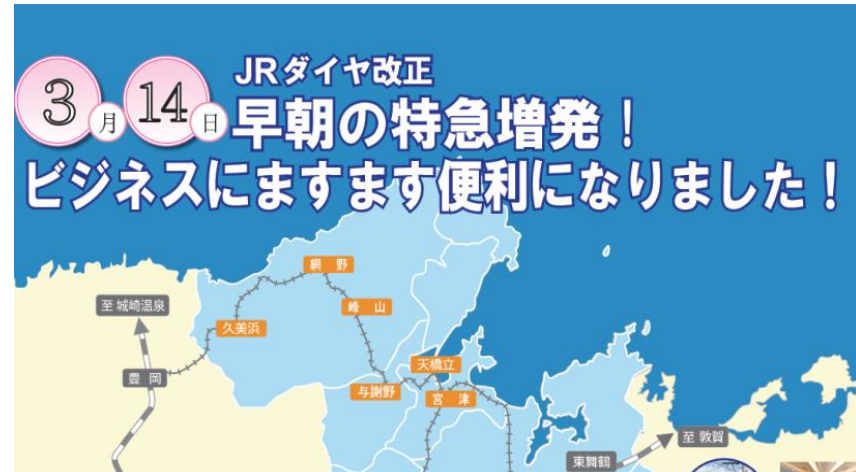 3月14日
JRダイヤ改正
早朝の特急増発！
ビジネスにますます便利になりました！
網野
至 城崎温泉
峰山
久美浜
天橋立
豊岡
与謝野
宮津
至 敦賀
東舞鶴